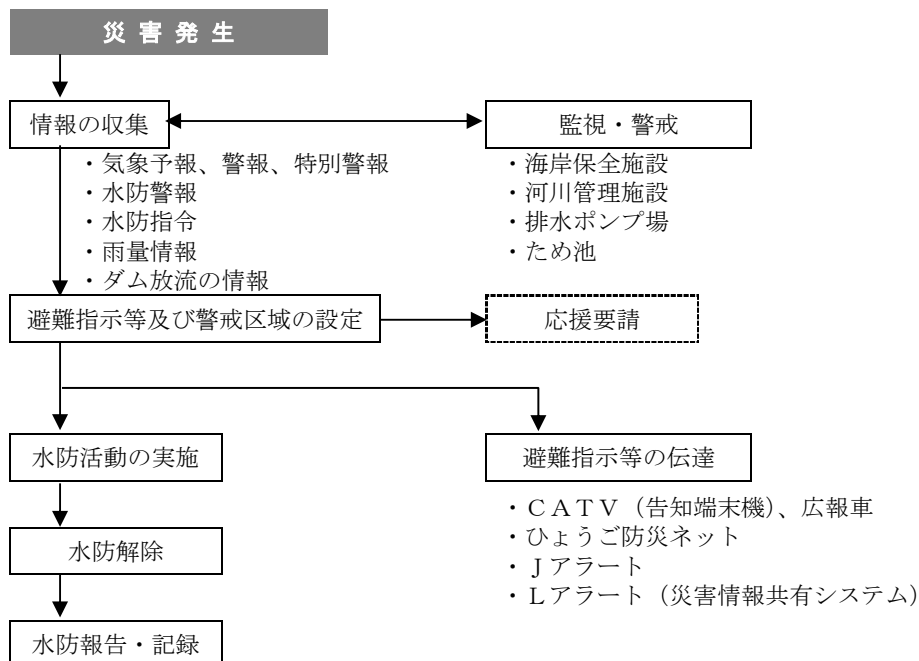 災 害 発 生
情報の収集
監視・警戒
・気象予報、警報、特別警報
・水防警報
・水防指令
・雨量情報
・ダム放流の情報
・海岸保全施設
・河川管理施設
・排水ポンプ場
・ため池
避難指示等及び警戒区域の設定
応援要請
水防活動の実施
避難指示等の伝達
・ＣＡＴＶ（告知端末機）、広報車
・ひょうご防災ネット
・Ｊアラート
・Ｌアラート（災害情報共有システム）
水防解除
水防報告・記録